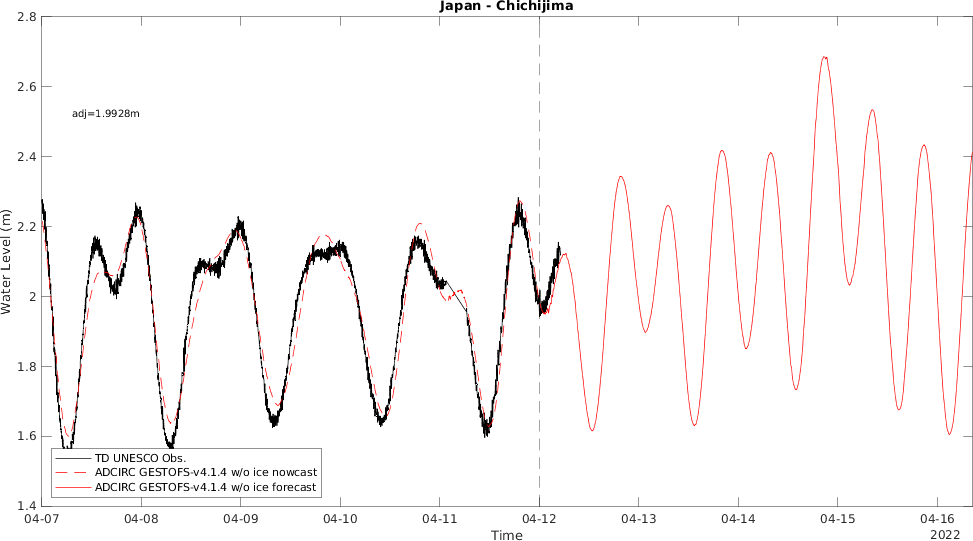 Japan - Chichijima
2.8
2.6
2.4
2.2
2
1.8
1.6
1.4
Water Level (m)
adj=1.9928m
TD UNESCO Obs.
ADCIRC GESTOFS-v4.1.4 w/o ice nowcast
ADCIRC GESTOFS-v4.1.4 w/o ice forecast
04-07 04-08 04-09 04-10 04-11 04-12 04-13 04-14 04-15 04-16
Time
2022